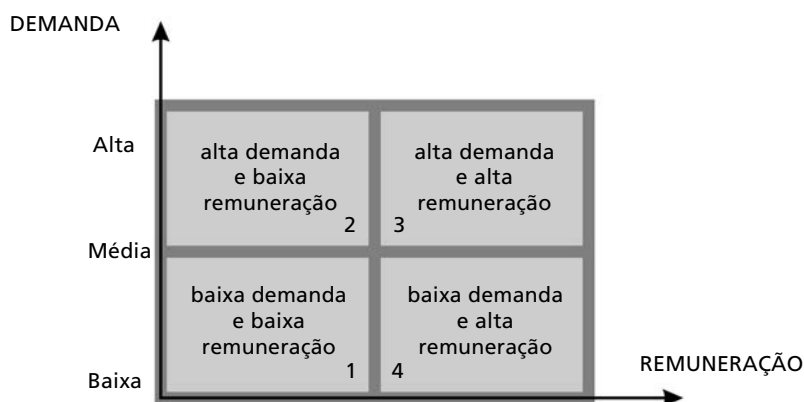 DEMANDA
Alta
alta demanda
e baixa
remuneração
2
alta demanda
e alta
remuneração
3
Média
baixa demanda
e baixa
remuneração
1
baixa demanda
e alta
remuneração
4
Baixa
REMUNERAÇÃO